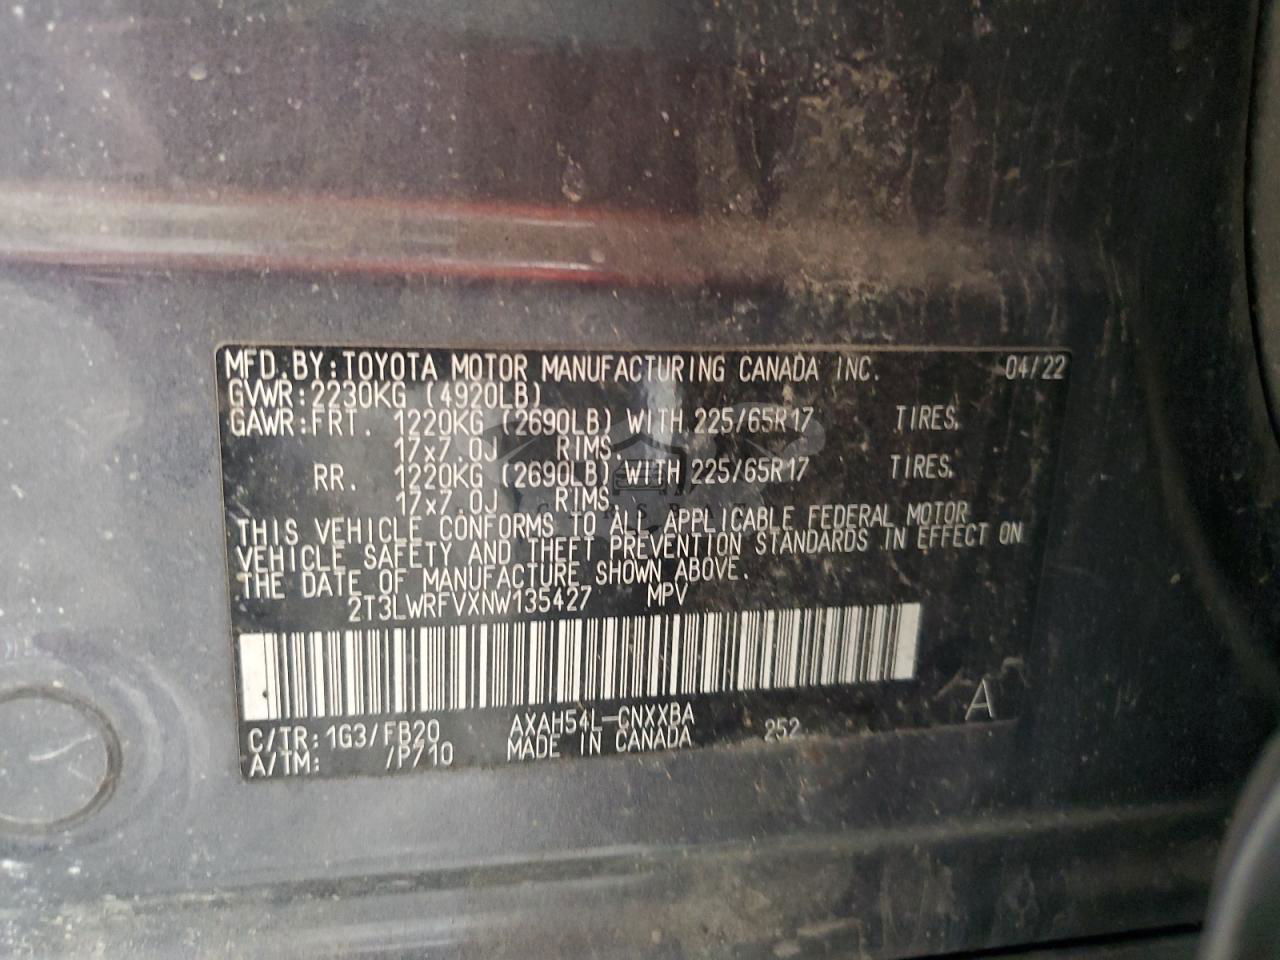 MFD. BY: TOYOTA MOTOR MANUFACTURING CANADA INC. 04/22
GVWR: 2230KG (4920LB)
GAWR: FRT. 1220KG (2690LB) WITH 225/65R17 TIRES,
17x7.0J RIMS,
RR. 1220KG (2690LB) WITH 225/65R17 TIRES,
17x7.0J RIMS
THIS VEHICLE CONFORMS TO ALL APPLICABLE FEDERAL MOTOR
VEHICLE SAFETY AND THEFT PREVENTION STANDARDS IN EFFECT ON
THE DATE OF MANUFACTURE SHOWN ABOVE.
2T3LWRFVXNW135427 MPV
A
C/TR: 1G3/FB20 AXAH54L-CNXXBA 252
A/TM: /P710 MADE IN CANADA